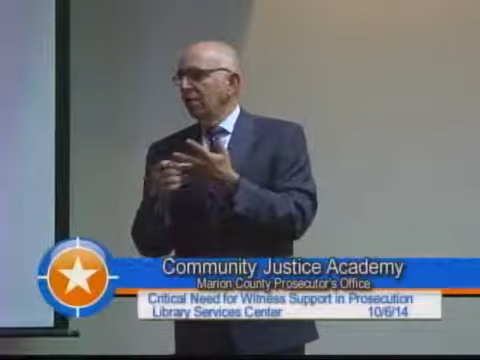 Community Justice Academy
Marion County Prosecutor's Office
Critical Need for Witness Support in Prosecution
Library Services Center 10/6/14